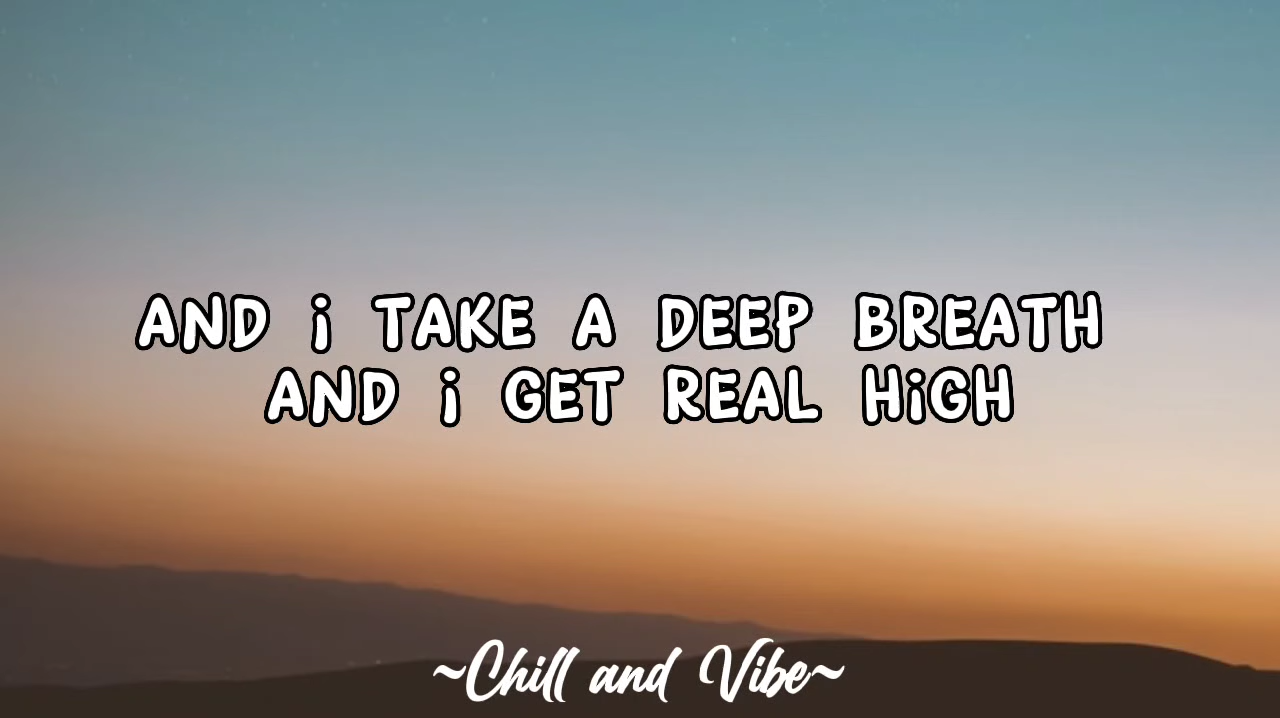 AND i TAKE A DEEP BREATH
AND i GET REAL HiGH
~Chill and Vibe~